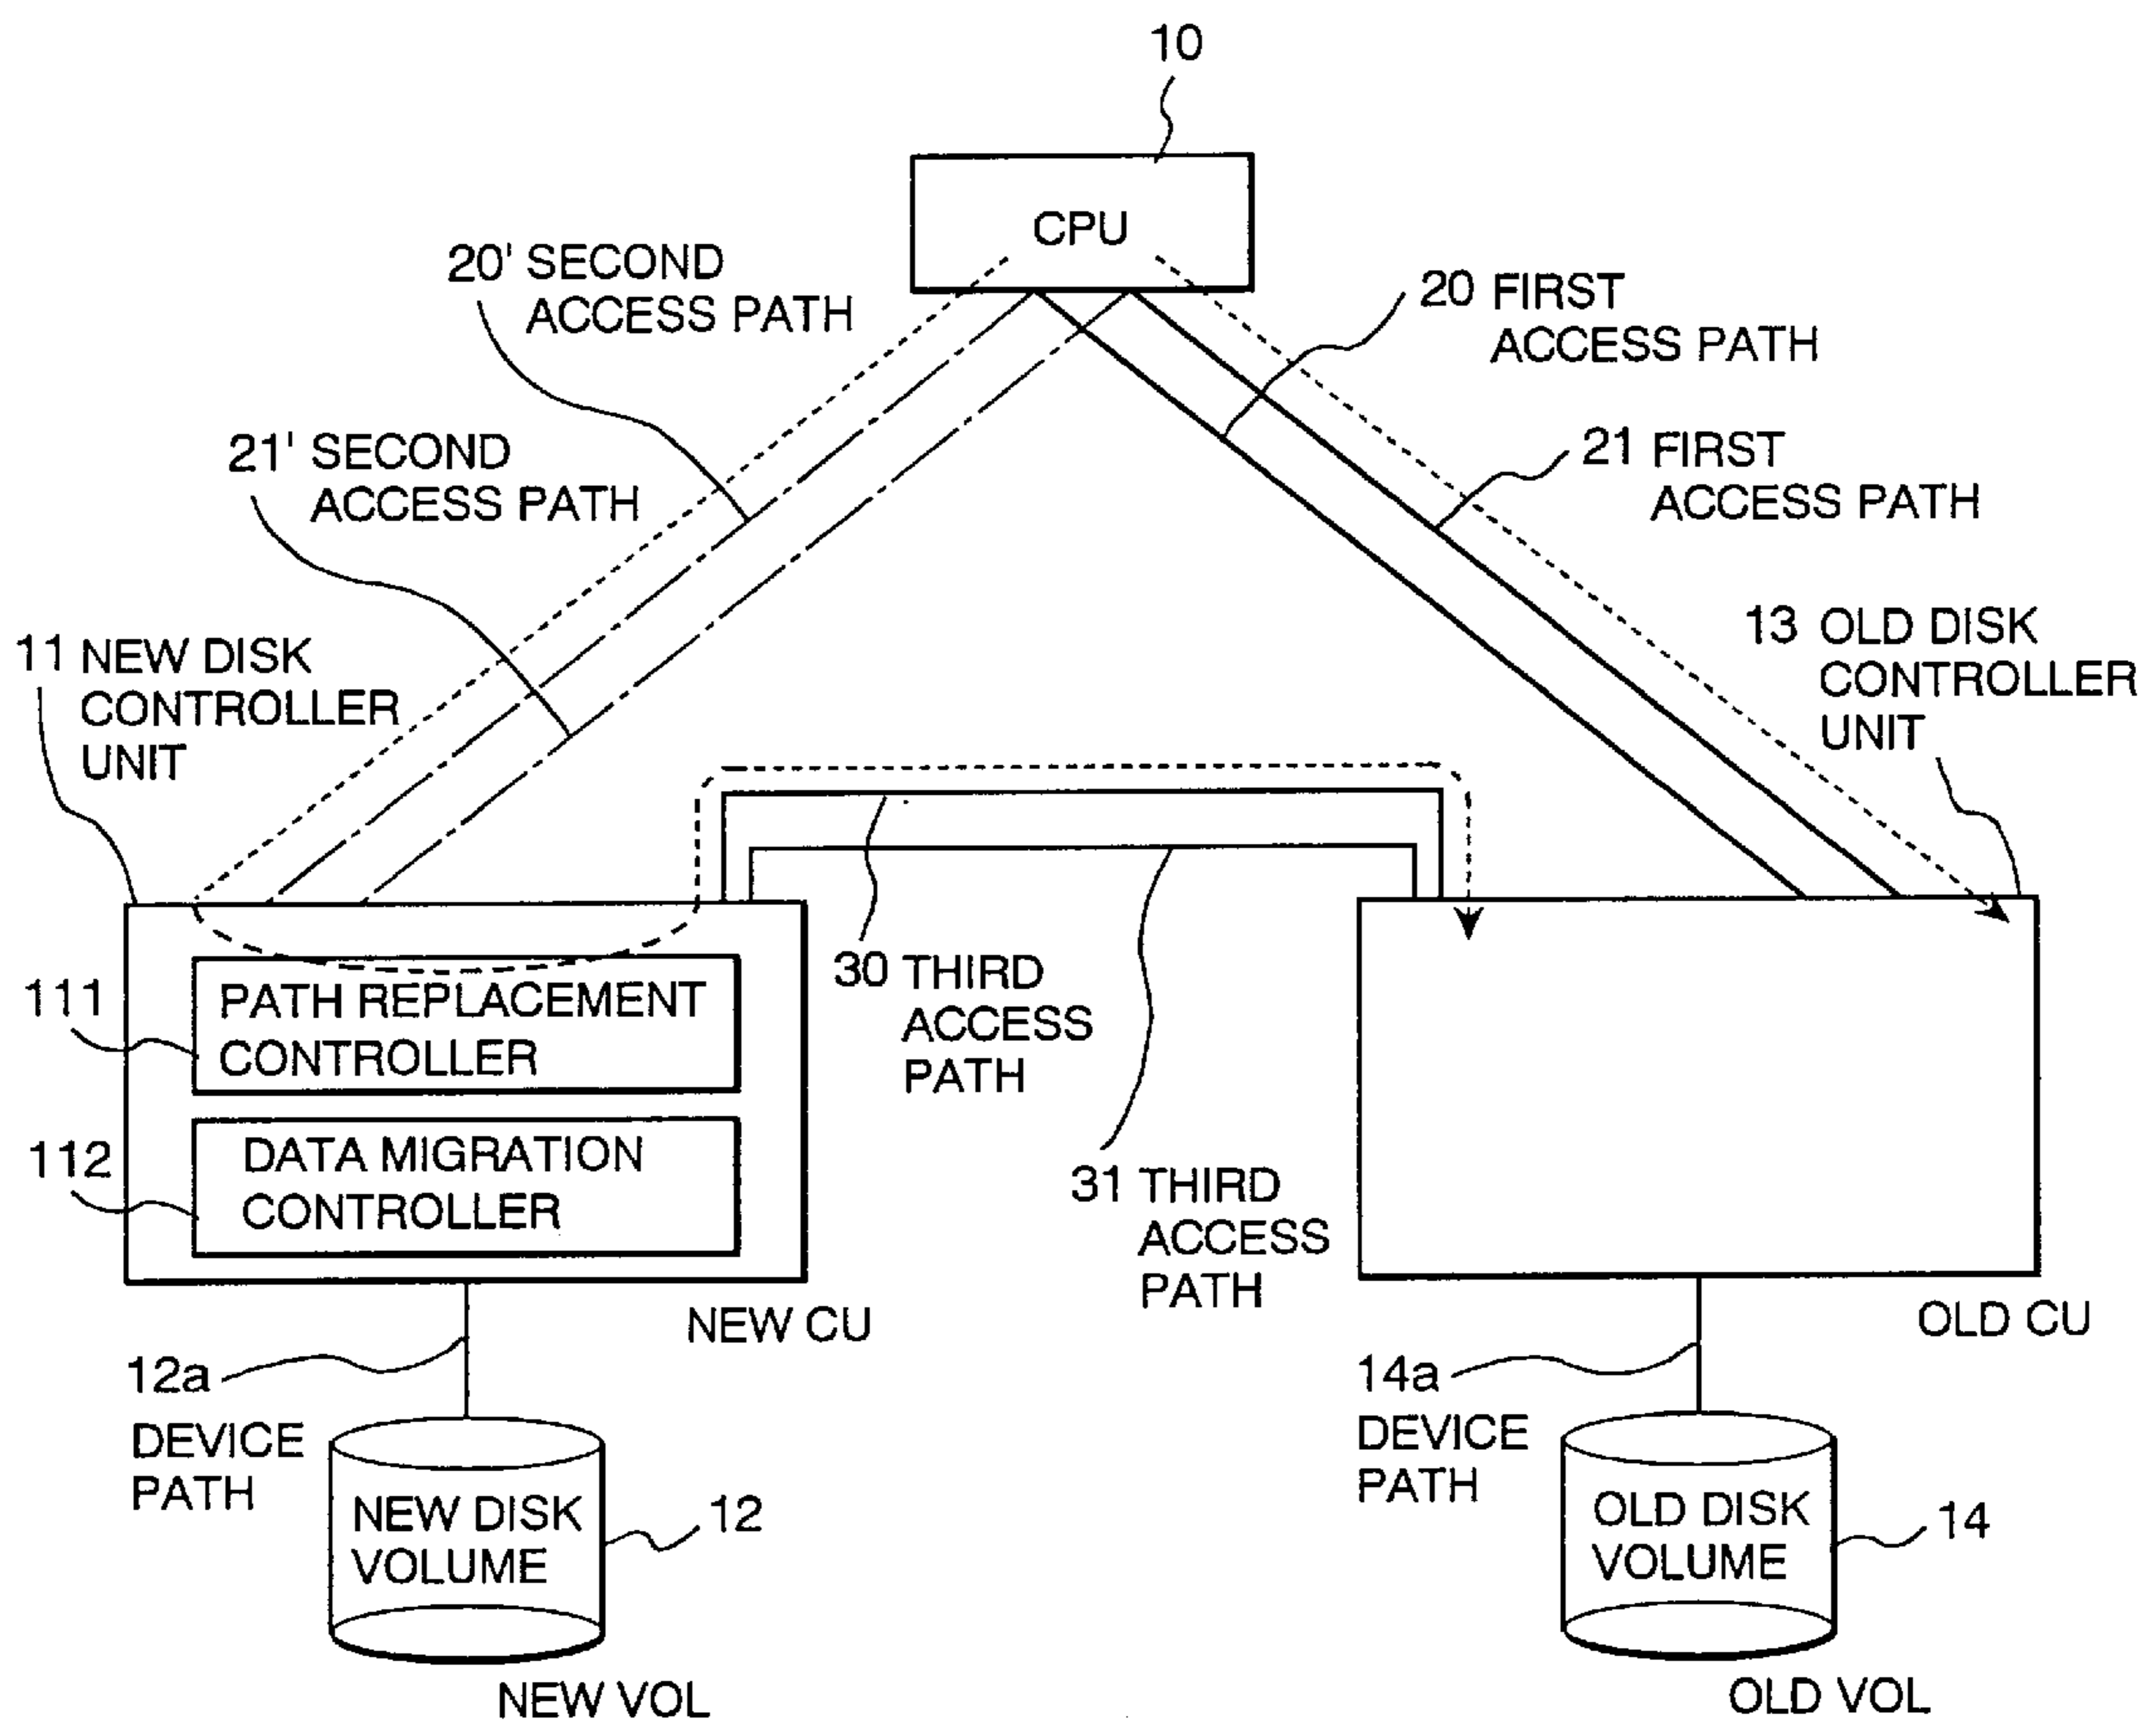 10
CPU
20' SECOND
ACCESS PATH
20 FIRST
ACCESS PATH
21' SECOND
ACCESS PATH
21 FIRST
ACCESS PATH
11 NEW DISK
CONTROLLER
UNIT
13 OLD DISK
CONTROLLER
UNIT
30 THIRD
ACCESS
PATH
111
PATH REPLACEMENT
CONTROLLER
112
DATA MIGRATION
CONTROLLER
31 THIRD
ACCESS
PATH
NEW CU
OLD CU
12a
DEVICE
PATH
14a
DEVICE
PATH
NEW DISK
VOLUME
12
OLD DISK
VOLUME
14
NEW VOL
OLD VOL